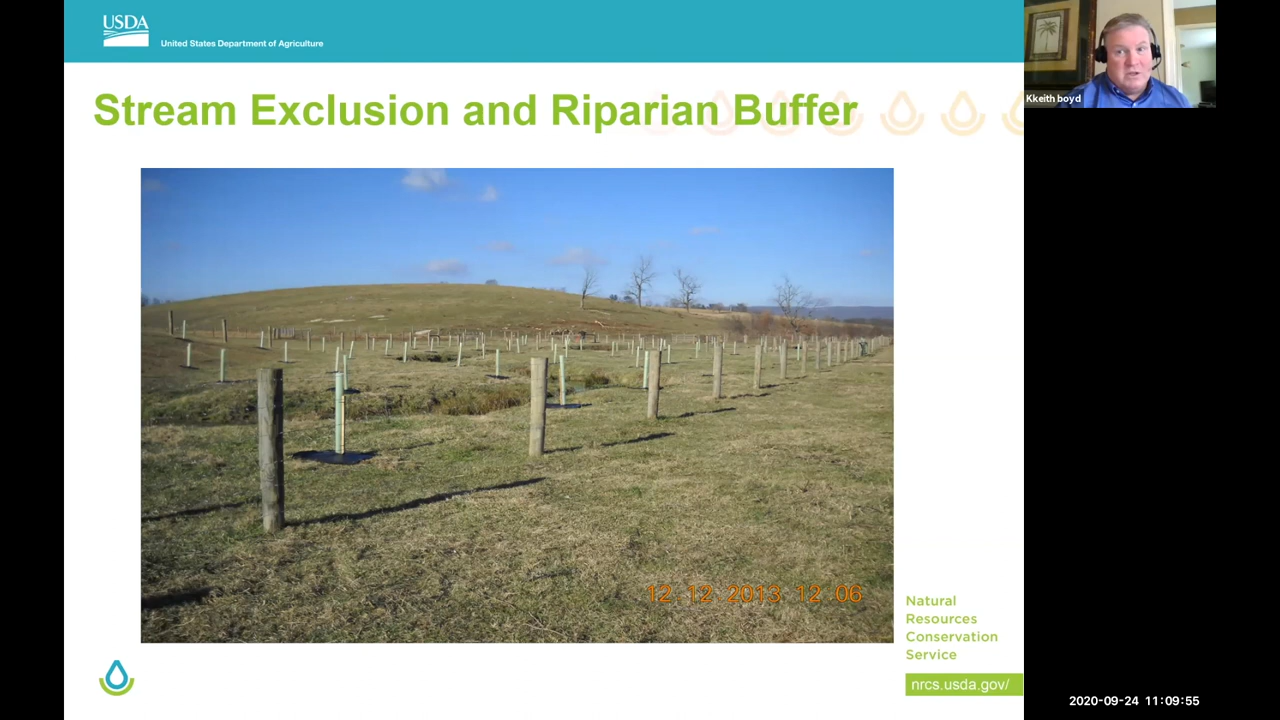 USDA
United States Department of Agriculture
Kkeith boyd
Stream Exclusion and Riparian Buffer
12 12 2013 12 06
Natural
Resources
Conservation
Service
nrcs.usda.gov/
2020-09-24 11:09:55